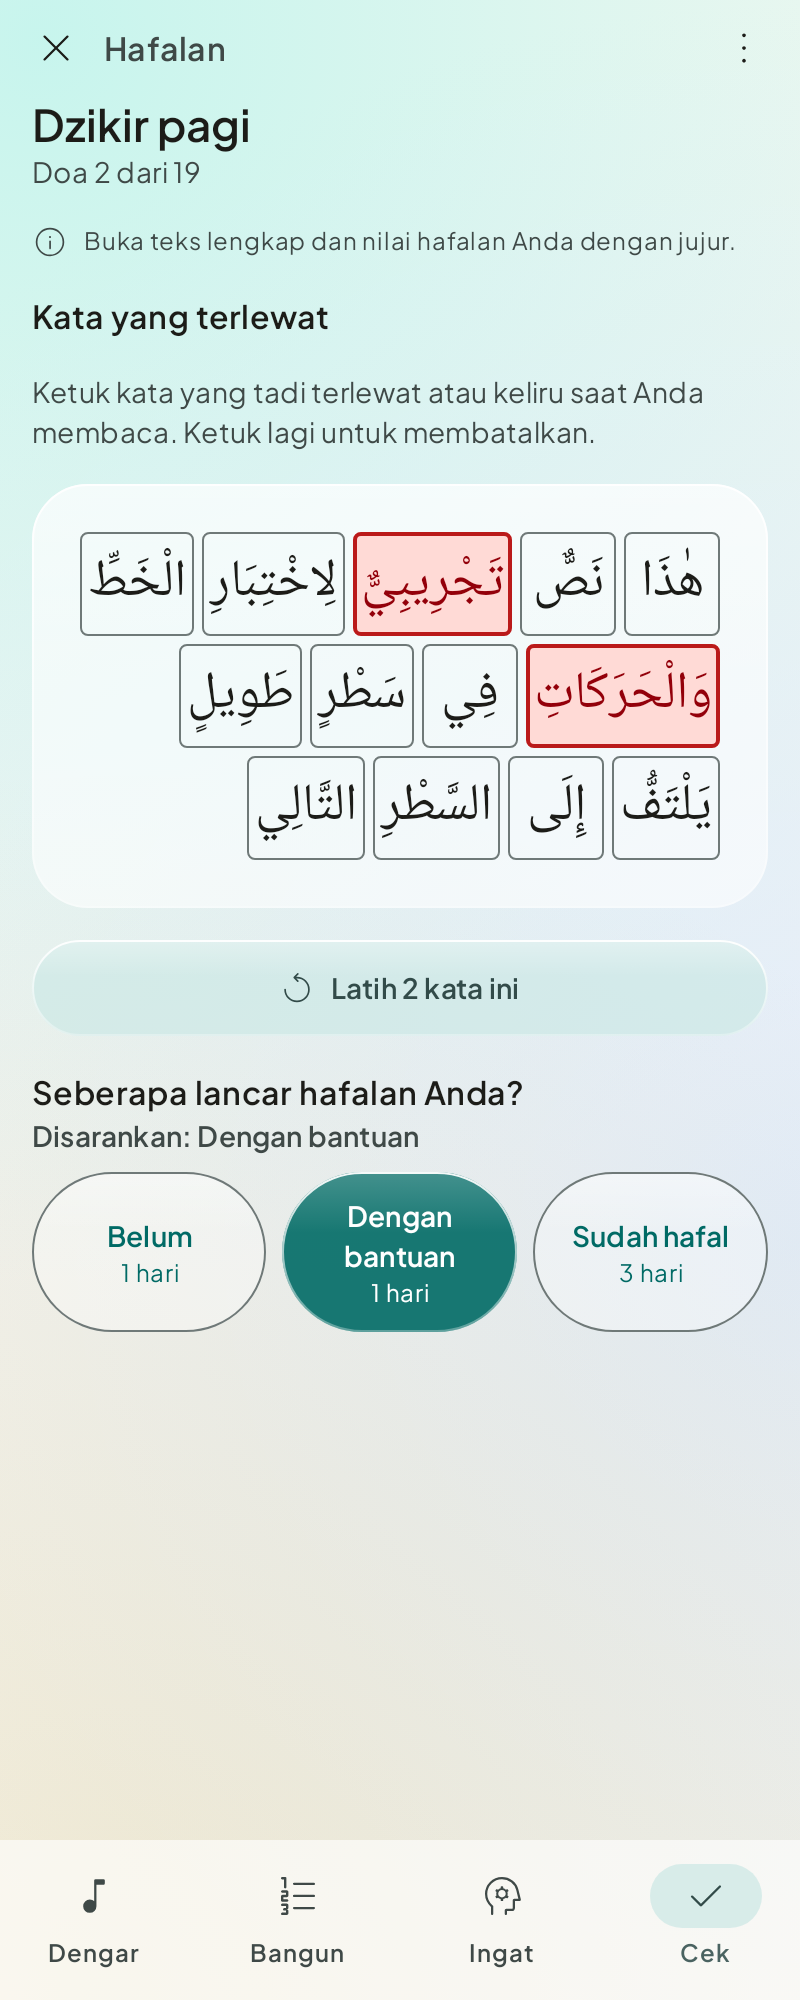 Hafalan
Dzikir pagi
Doa 2 dari 19
Buka teks lengkap dan nilai hafalan Anda dengan jujur.
Kata yang terlewat
Ketuk kata yang tadi terlewat atau keliru saat Anda
membaca. Ketuk lagi untuk membatalkan.
هٰذَا نَصٌّ تَجْرِيبِيٌّ لِاخْتِبَارِ الْخَطِّ
وَالْحَرَكَاتِ فِي سَطْرٍ طَوِيلٍ
يَلْتَفُّ إِلَى السَّطْرِ التَّالِي
Latih 2 kata ini
Seberapa lancar hafalan Anda?
Disarankan: Dengan bantuan
Belum
1 hari
Dengan
bantuan
1 hari
Sudah hafal
3 hari
Dengar
Bangun
Ingat
Cek